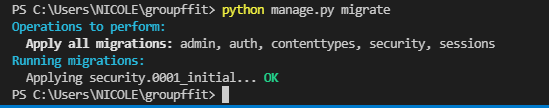 PS C:\Users\NICOLE\groupffit> python manage.py migrate
Operations to perform:
  Apply all migrations: admin, auth, contenttypes, security, sessions
Running migrations:
  Applying security.0001_initial... OK
PS C:\Users\NICOLE\groupffit>